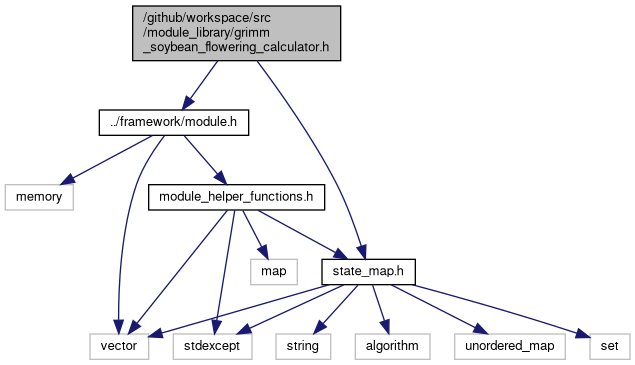 /github/workspace/src
/module_library/grimm
_soybean_flowering_calculator.h
../framework/module.h
memory
module_helper_functions.h
map
state_map.h
vector
stdexcept
string
algorithm
unordered_map
set